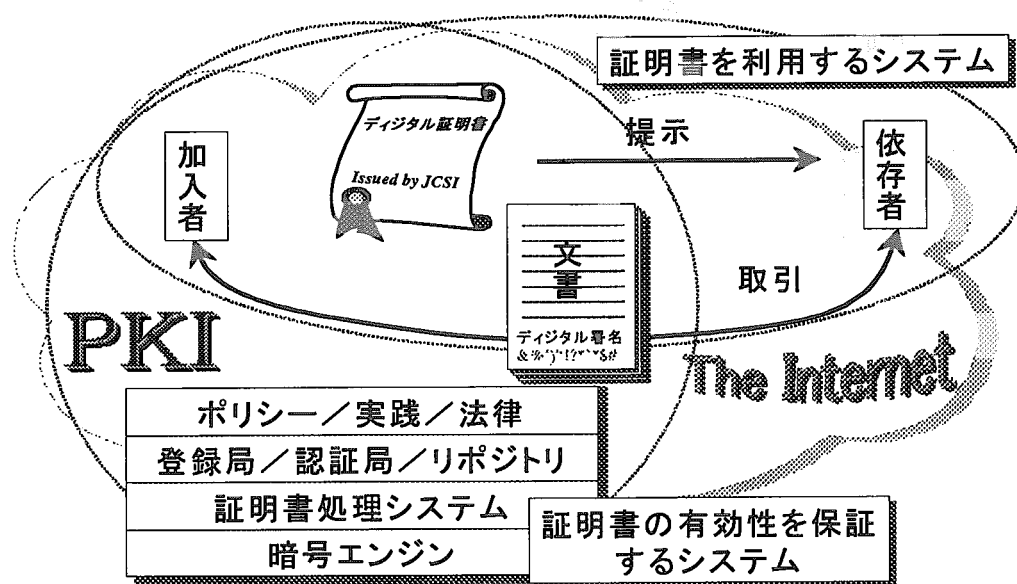 証明書を利用するシステム
ディジタル証明書
Issued by JCSI
提示
加入者
依存者
文書
ディジタル署名
取引
PKI
The Internet
ポリシー／実践／法律
登録局／認証局／リポジトリ
証明書処理システム
暗号エンジン
証明書の有効性を保証
するシステム